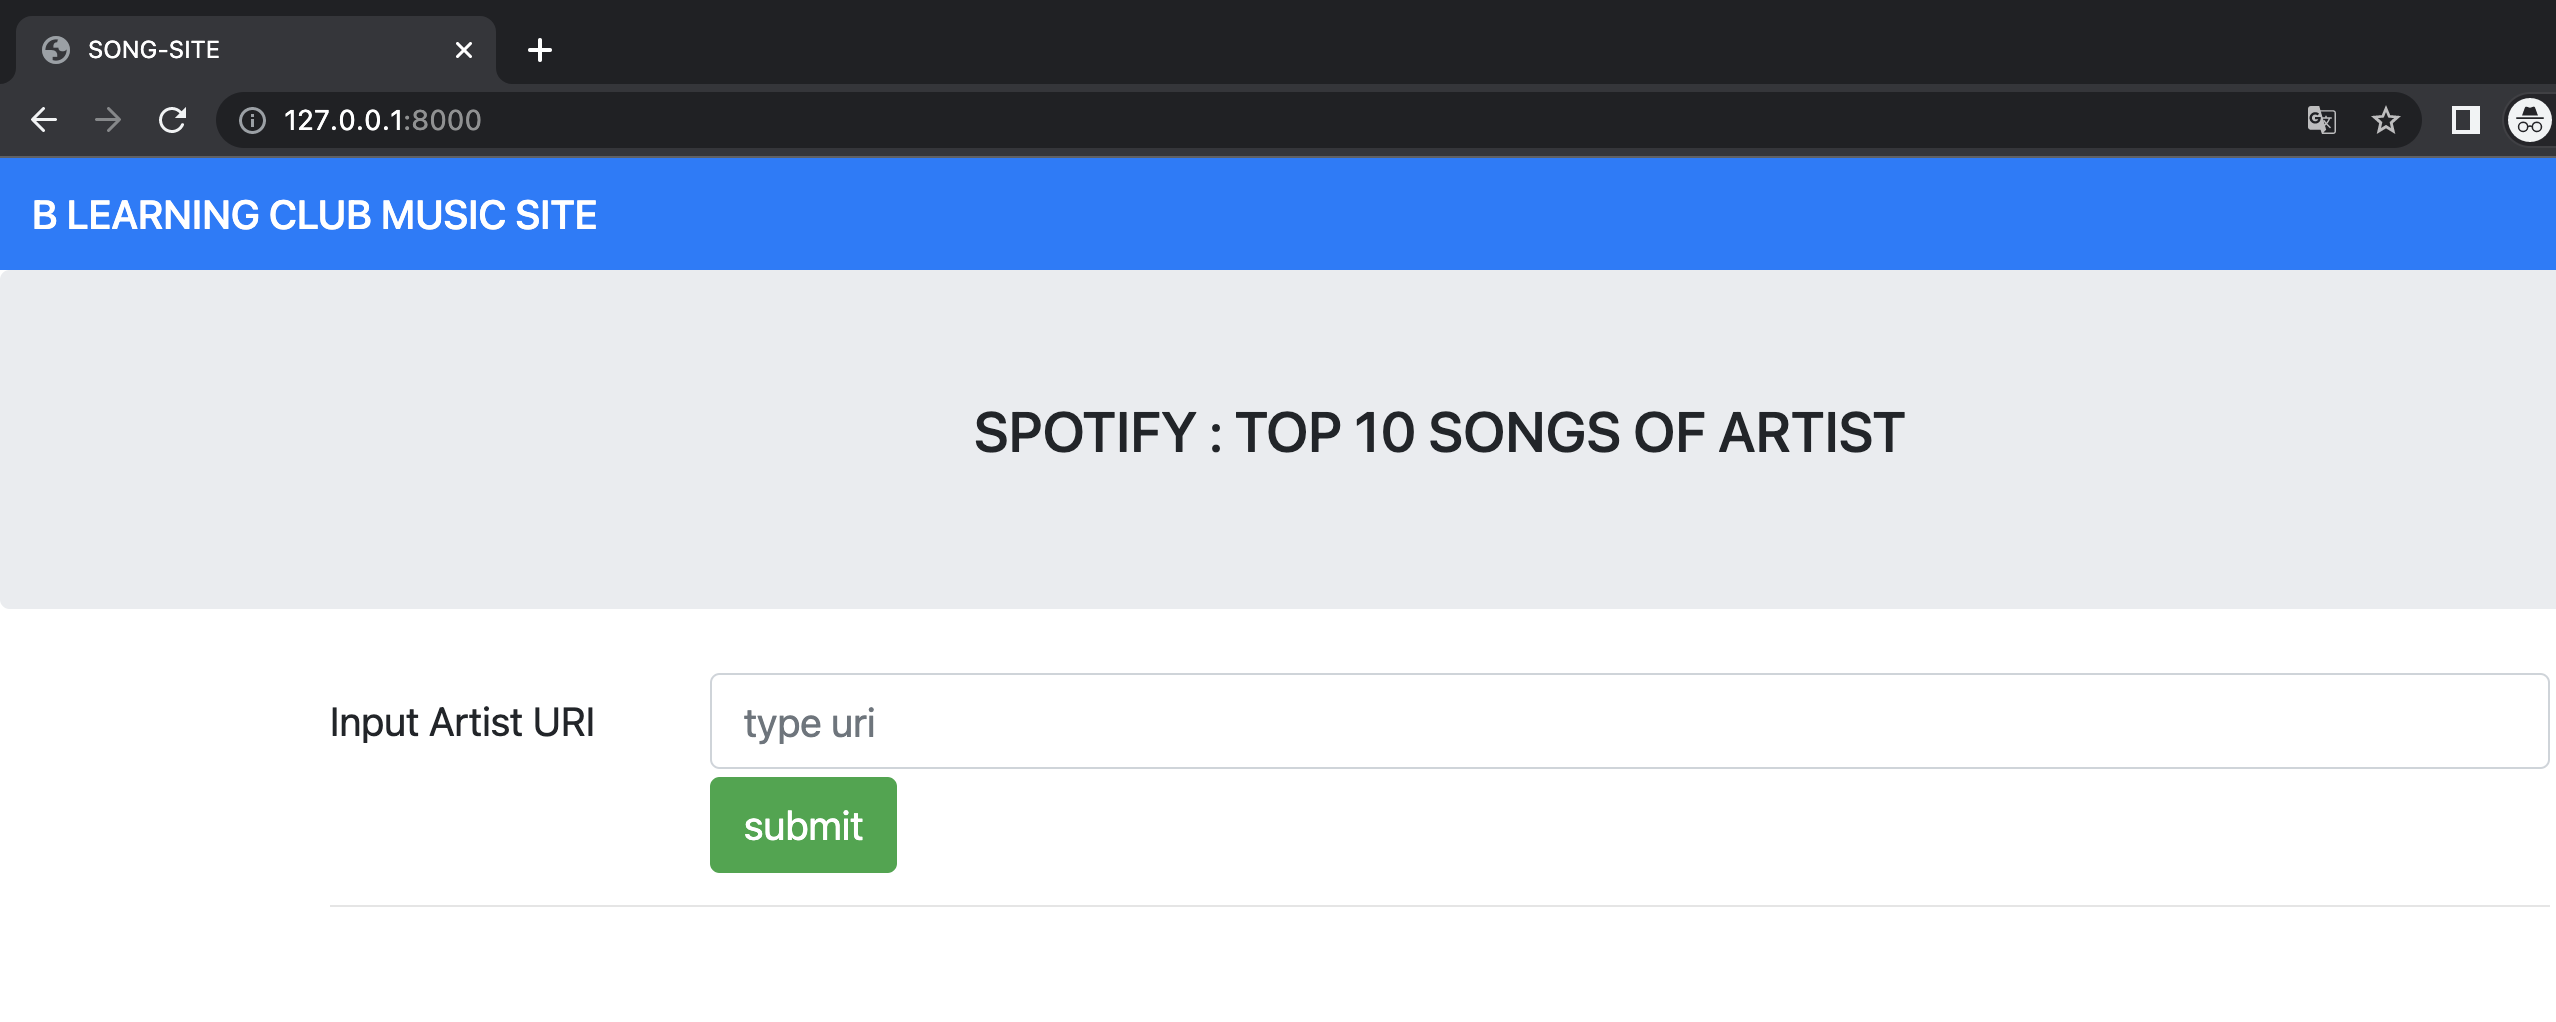 SONG-SITE
127.0.0.1:8000
B LEARNING CLUB MUSIC SITE
SPOTIFY : TOP 10 SONGS OF ARTIST
Input Artist URI
type uri
submit